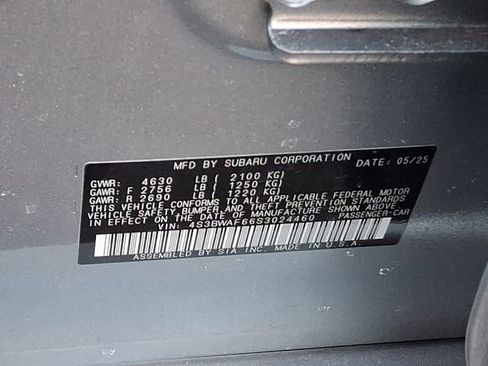 MFD BY SUBARU CORPORATION DATE: 05/25
GVWR: 4630 LB ( 2100 KG)
GAWR: F 2756 LB ( 1250 KG)
GAWR: R 2690 LB ( 1220 KG)
THIS VEHICLE CONFORMS TO ALL APPLICABLE FEDERAL MOTOR
VEHICLE SAFETY,BUMPER,AND THEFT PREVENTION STANDARDS
IN EFFECT ON THE DATE OF MANUFACTURE SHOWN ABOVE.
VIN: 4S3BWAF66S3024460 PASSENGER-CAR
ASSEMBLED BY SIA INC. MADE IN U.S.A.